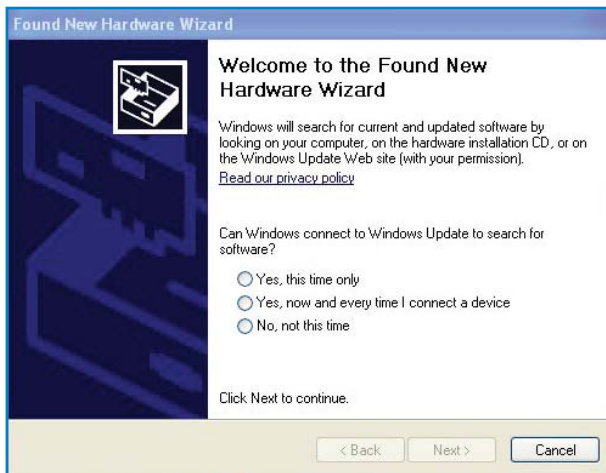 Found New Hardware Wizard
Welcome to the Found New
Hardware Wizard
Windows will search for current and updated software by
looking on your computer, on the hardware installation CD, or on
the Windows Update Web site (with your permission).
Read our privacy policy
Can Windows connect to Windows Update to search for
software?
Yes, this time only
Yes, now and every time I connect a device
No, not this time
Click Next to continue.
< Back
Next >
Cancel